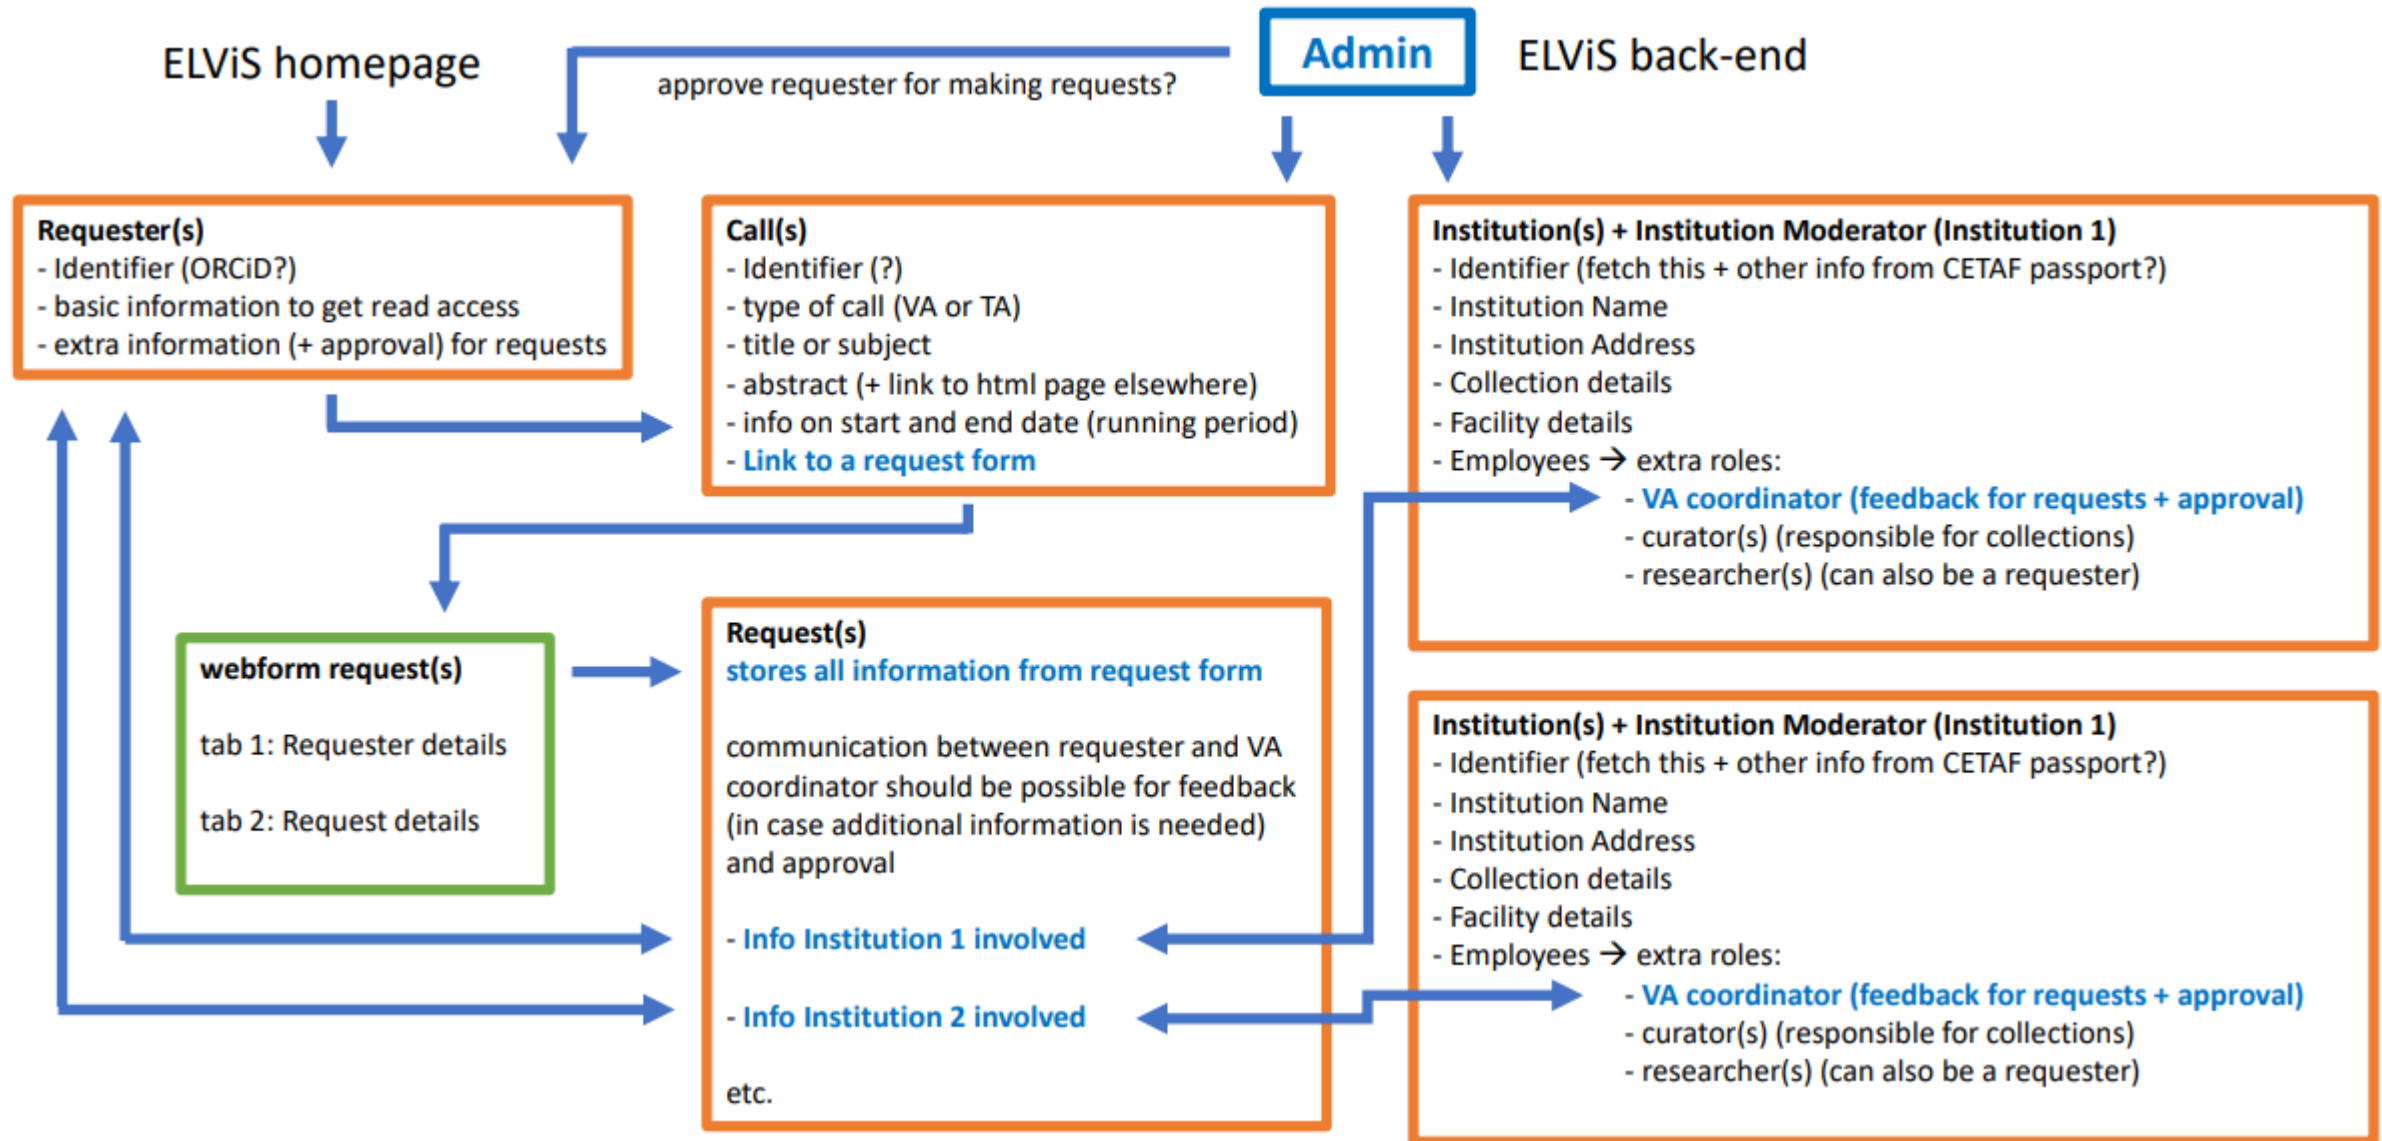 ELViS homepage
approve requester for making requests?
Admin
ELViS back-end
Requester(s)
- Identifier (ORCiD?)
- basic information to get read access
- extra information (+ approval) for requests
Call(s)
- Identifier (?)
- type of call (VA or TA)
- title or subject
- abstract (+ link to html page elsewhere)
- info on start and end date (running period)
- Link to a request form
Institution(s) + Institution Moderator (Institution 1)
- Identifier (fetch this + other info from CETAF passport?)
- Institution Name
- Institution Address
- Collection details
- Facility details
- Employees → extra roles:
- VA coordinator (feedback for requests + approval)
- curator(s) (responsible for collections)
- researcher(s) (can also be a requester)
webform request(s)
tab 1: Requester details
tab 2: Request details
Request(s)
stores all information from request form
communication between requester and VA
coordinator should be possible for feedback
(in case additional information is needed)
and approval
- Info Institution 1 involved
- Info Institution 2 involved
etc.
Institution(s) + Institution Moderator (Institution 1)
- Identifier (fetch this + other info from CETAF passport?)
- Institution Name
- Institution Address
- Collection details
- Facility details
- Employees → extra roles:
- VA coordinator (feedback for requests + approval)
- curator(s) (responsible for collections)
- researcher(s) (can also be a requester)